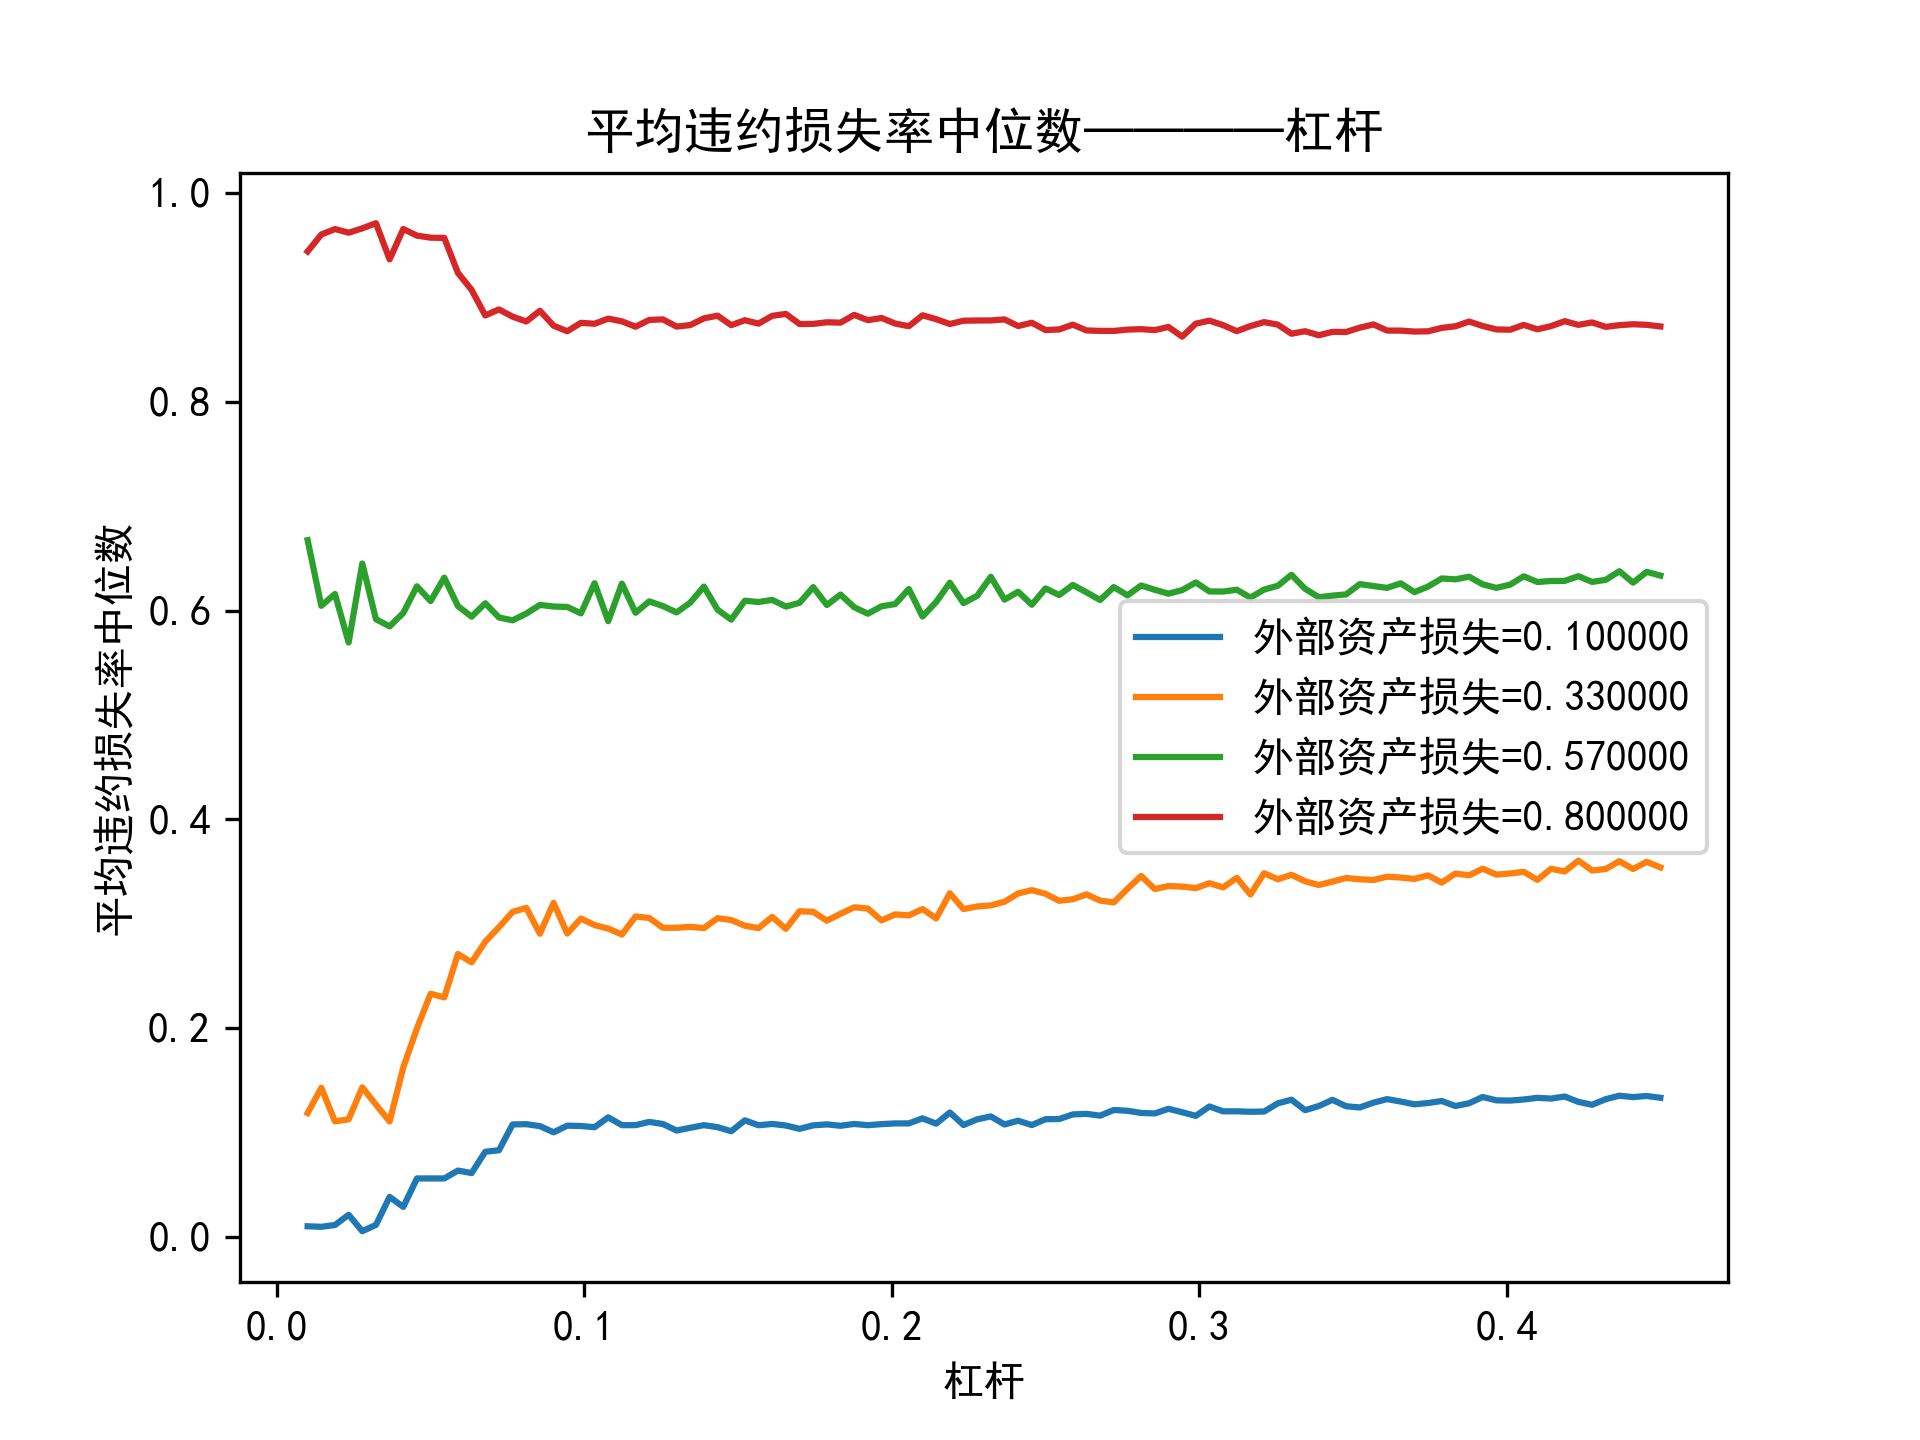 平均违约损失率中位数————杠杆
平均违约损失率中位数
1.0
0.8
0.6
0.4
0.2
0.0
外部资产损失=0.100000
外部资产损失=0.330000
外部资产损失=0.570000
外部资产损失=0.800000
0.0 0.1 0.2 0.3 0.4
杠杆